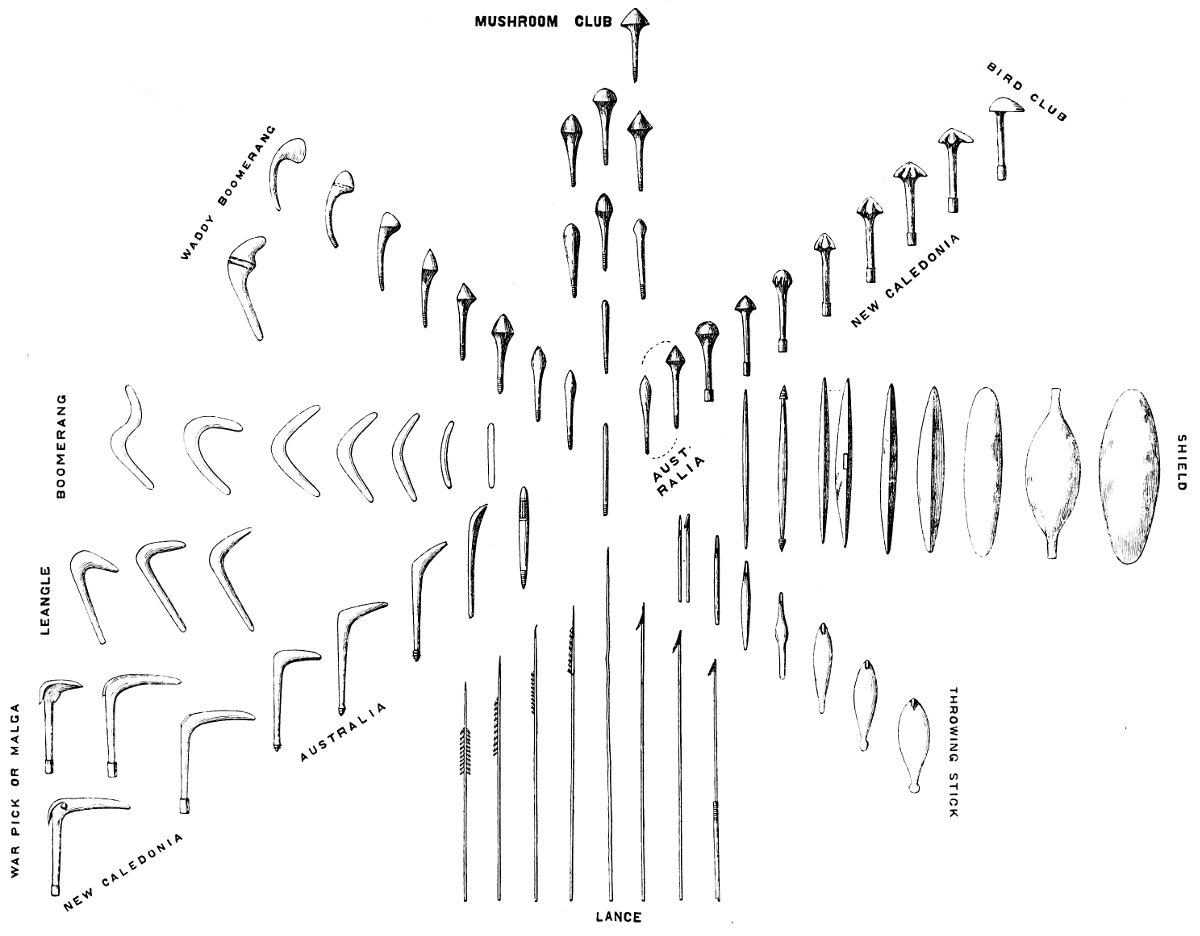 MUSHROOM CLUB
BIRD CLUB
WADDY BOOMERANG
NEW CALEDONIA
BOOMERANG
AUST-
RALIA
SHIELD
LEANGLE
AUSTRALIA
THROWING STICK
WAR PICK OR MALGA
NEW CALEDONIA
LANCE